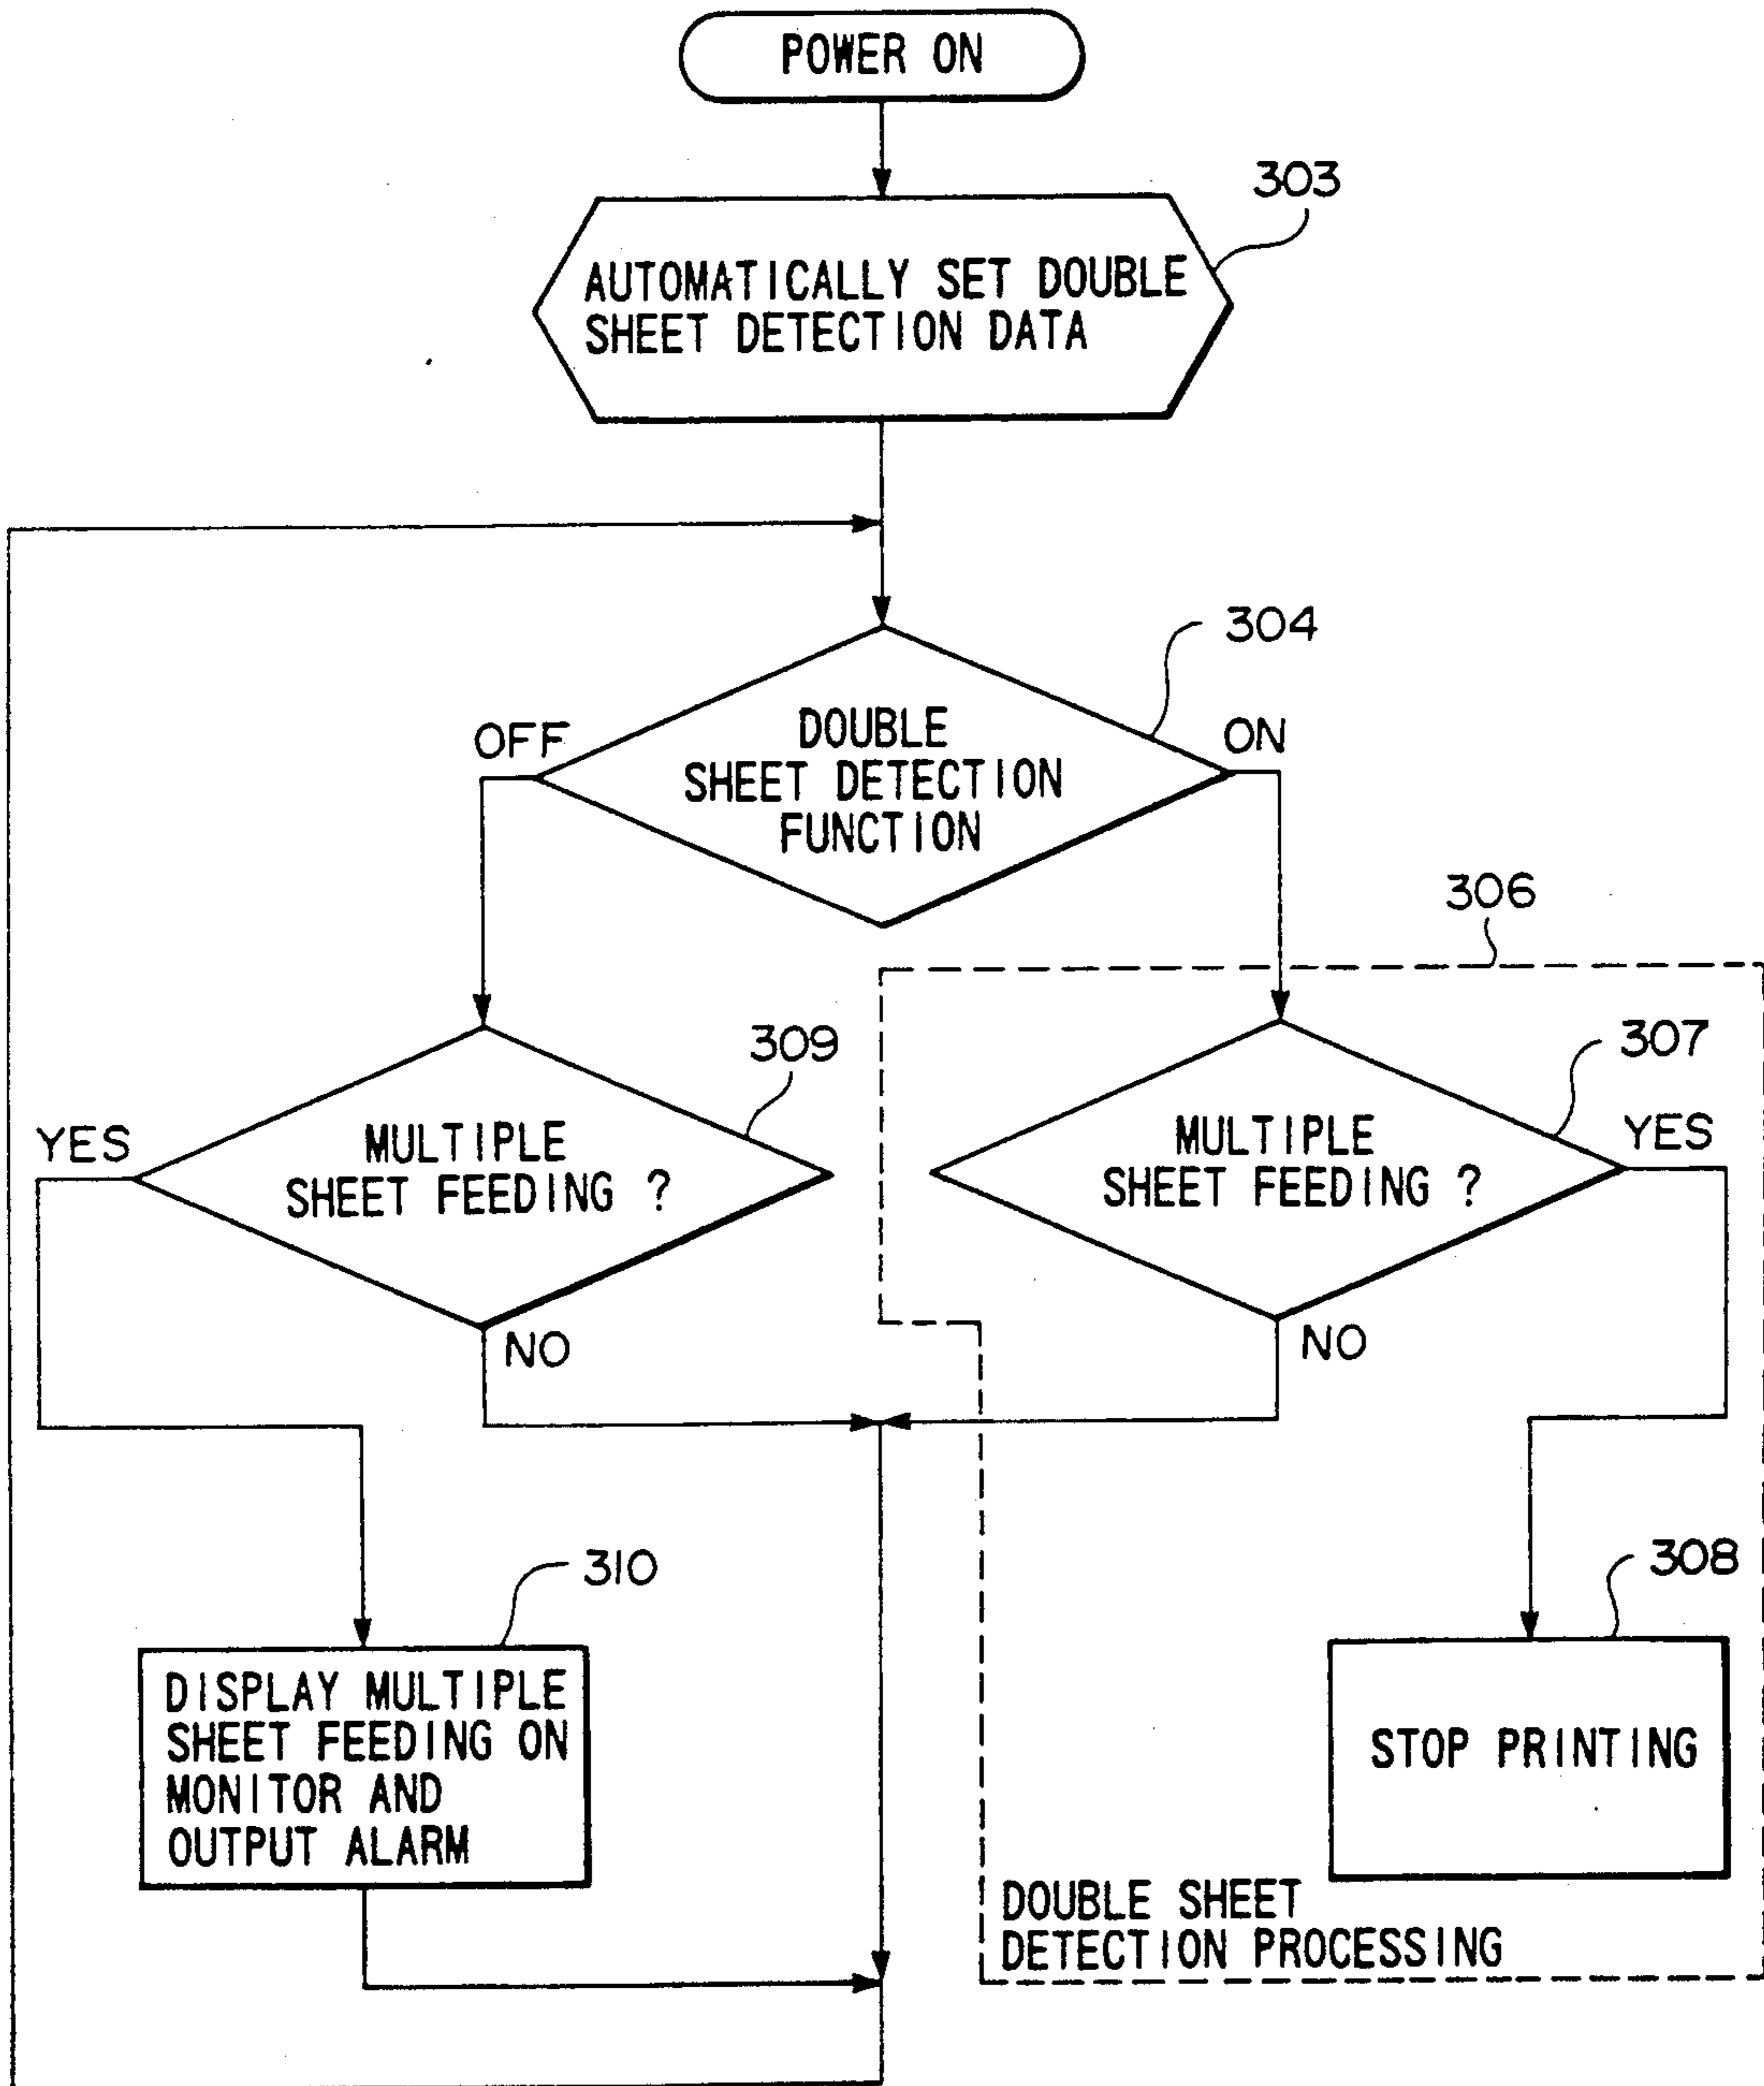 POWER ON
303
AUTOMATICALLY SET DOUBLE
SHEET DETECTION DATA
304
OFF
ON
DOUBLE
SHEET DETECTION
FUNCTION
306
309
307
YES
MULTIPLE
SHEET FEEDING ?
MULTIPLE
SHEET FEEDING ?
YES
NO
NO
310
308
DISPLAY MULTIPLE
SHEET FEEDING ON
MONITOR AND
OUTPUT ALARM
STOP PRINTING
DOUBLE SHEET
DETECTION PROCESSING